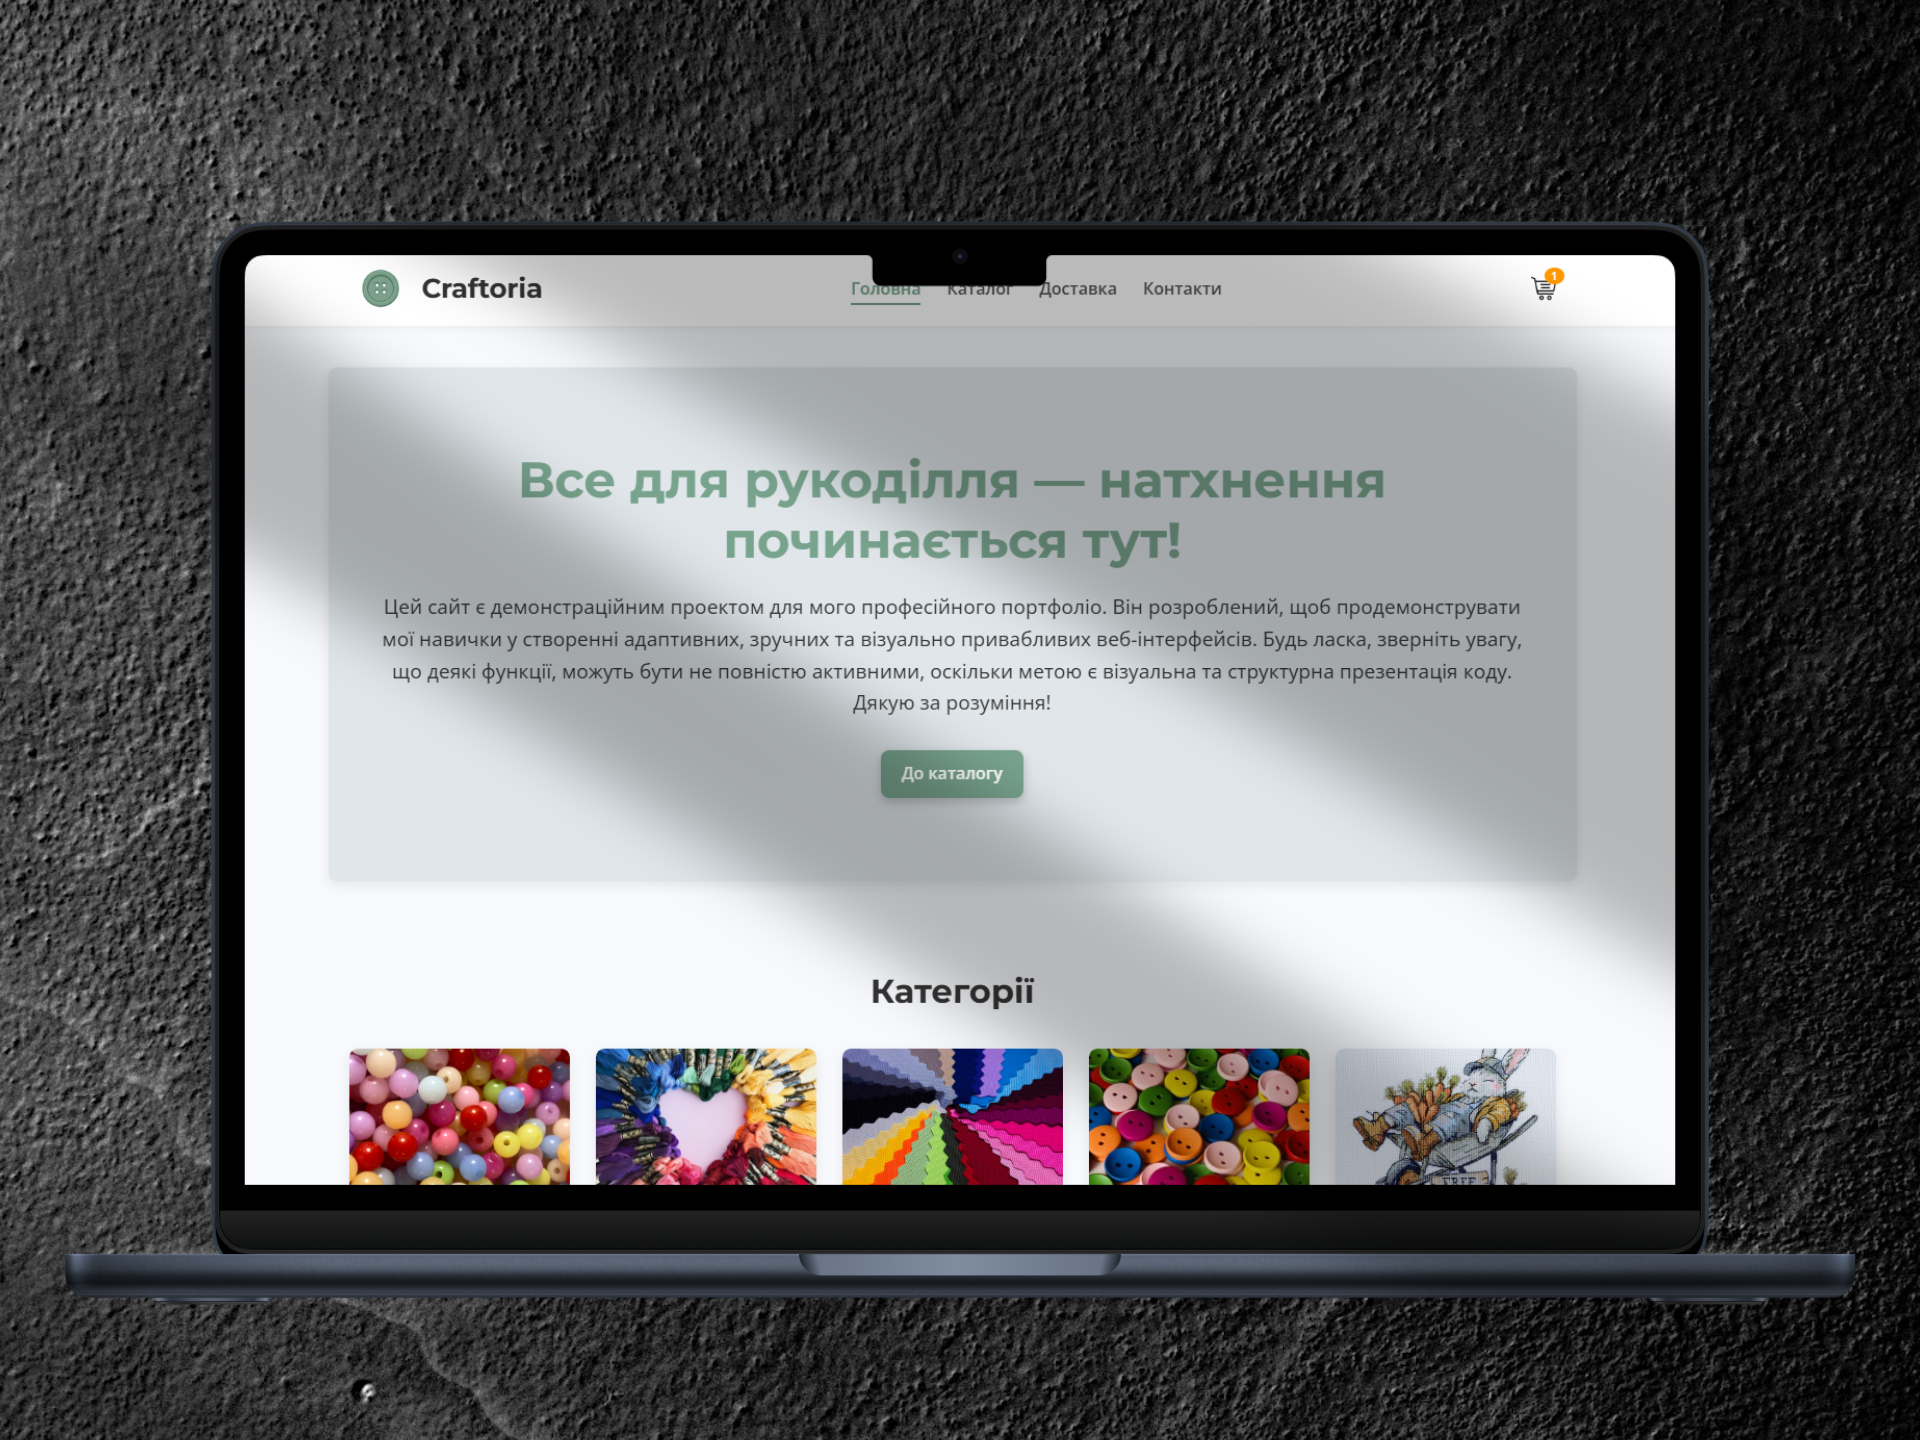 Craftoria
Головна Каталог Доставка Контакти
1
Все для рукоділля — натхнення
починається тут!
Цей сайт є демонстраційним проектом для мого професійного портфоліо. Він розроблений, щоб продемонструвати
мої навички у створенні адаптивних, зручних та візуально привабливих веб-інтерфейсів. Будь ласка, зверніть увагу,
що деякі функції, можуть бути не повністю активними, оскільки метою є візуальна та структурна презентація коду.
Дякую за розуміння!
До каталогу
Категорії
FREE